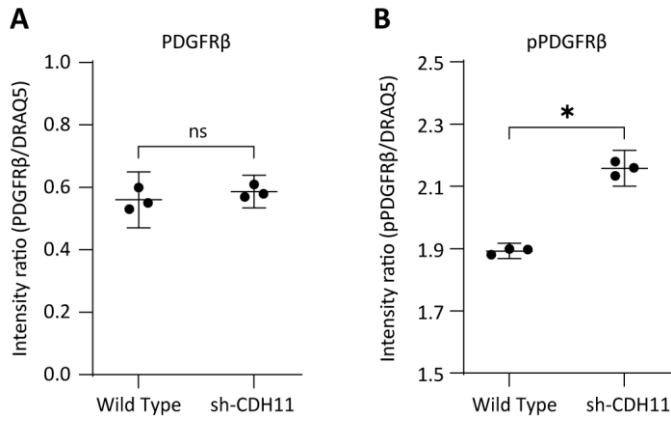 A
PDGFRβ
Intensity ratio (PDGFRβ/DRAQ5)
1.0
0.8
0.6
0.4
0.2
0.0
ns
Wild Type
sh-CDH11
B
pPDGFRβ
Intensity ratio (pPDGFRβ/DRAQ5)
2.5
2.3
2.1
1.9
1.7
1.5
*
Wild Type
sh-CDH11